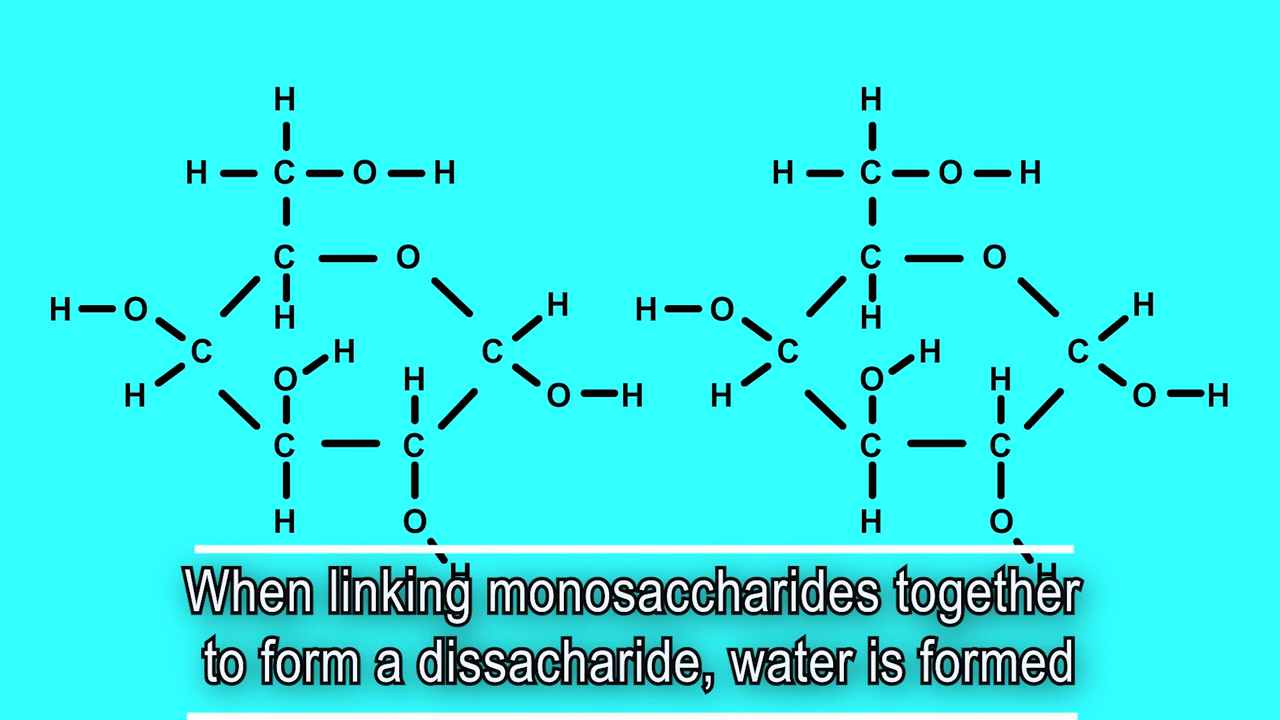 H H
H C O H H C O H
C O C O
H O H H H O H H
C O H C C O H C
H H O H H H O H
C C C C
H O H O
H H
When linking monosaccharides together
to form a dissacharide, water is formed